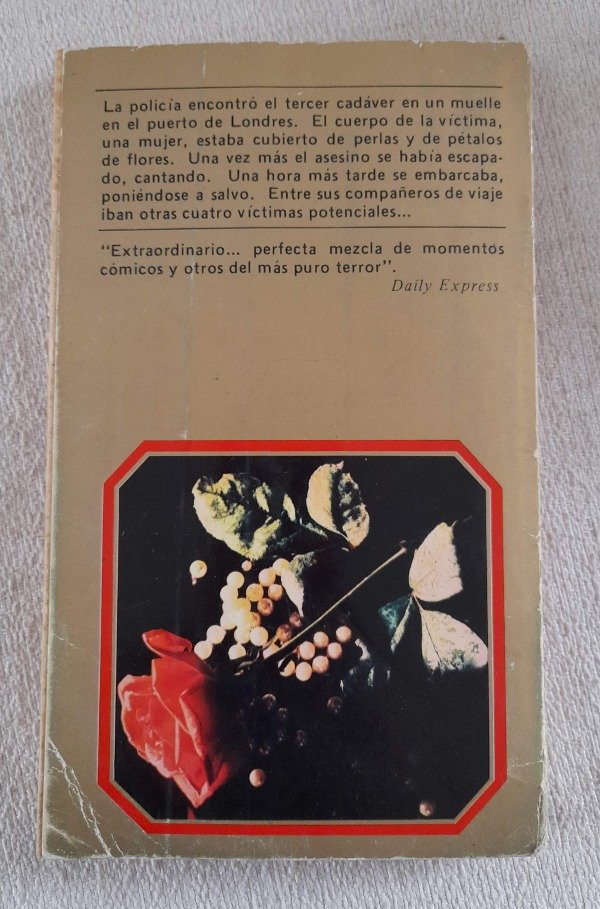 La policía encontró el tercer cadáver en un muelle
en el puerto de Londres. El cuerpo de la víctima,
una mujer, estaba cubierto de perlas y de pétalos
de flores. Una vez más el asesino se había escapa-
do, cantando. Una hora más tarde se embarcaba,
poniéndose a salvo. Entre sus compañeros de viaje
iban otras cuatro víctimas potenciales...
"Extraordinario... perfecta mezcla de momentos
cómicos y otros del más puro terror".
Daily Express